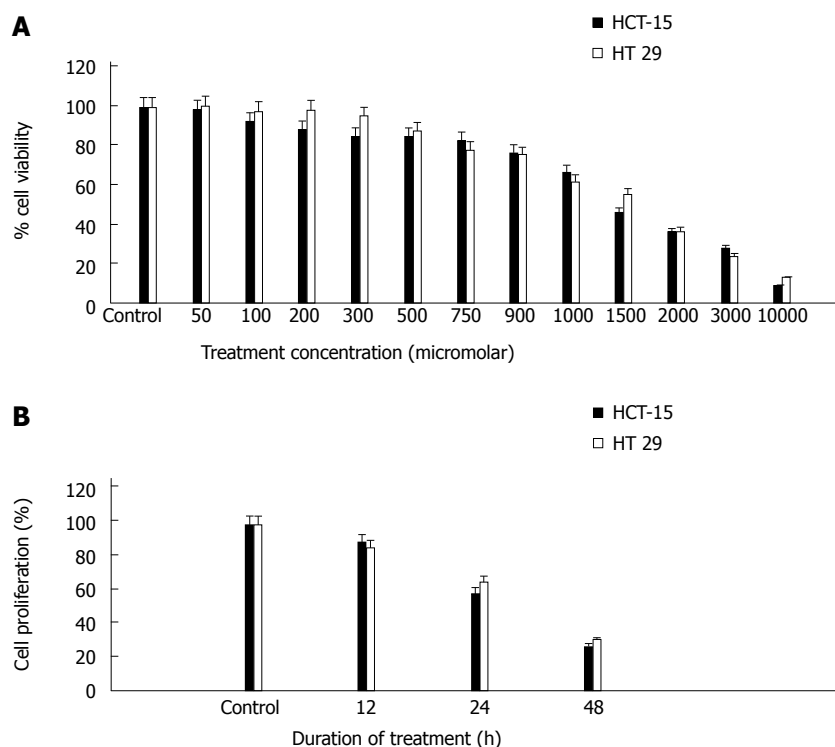 A
HCT-15
HT 29
120
100
80
60
40
20
0
% cell viability
Control 50 100 200 300 500 750 900 1000 1500 2000 3000 10000
Treatment concentration (micromolar)
B
HCT-15
HT 29
120
100
80
60
40
20
0
Cell proliferation (%)
Control 12 24 48
Duration of treatment (h)